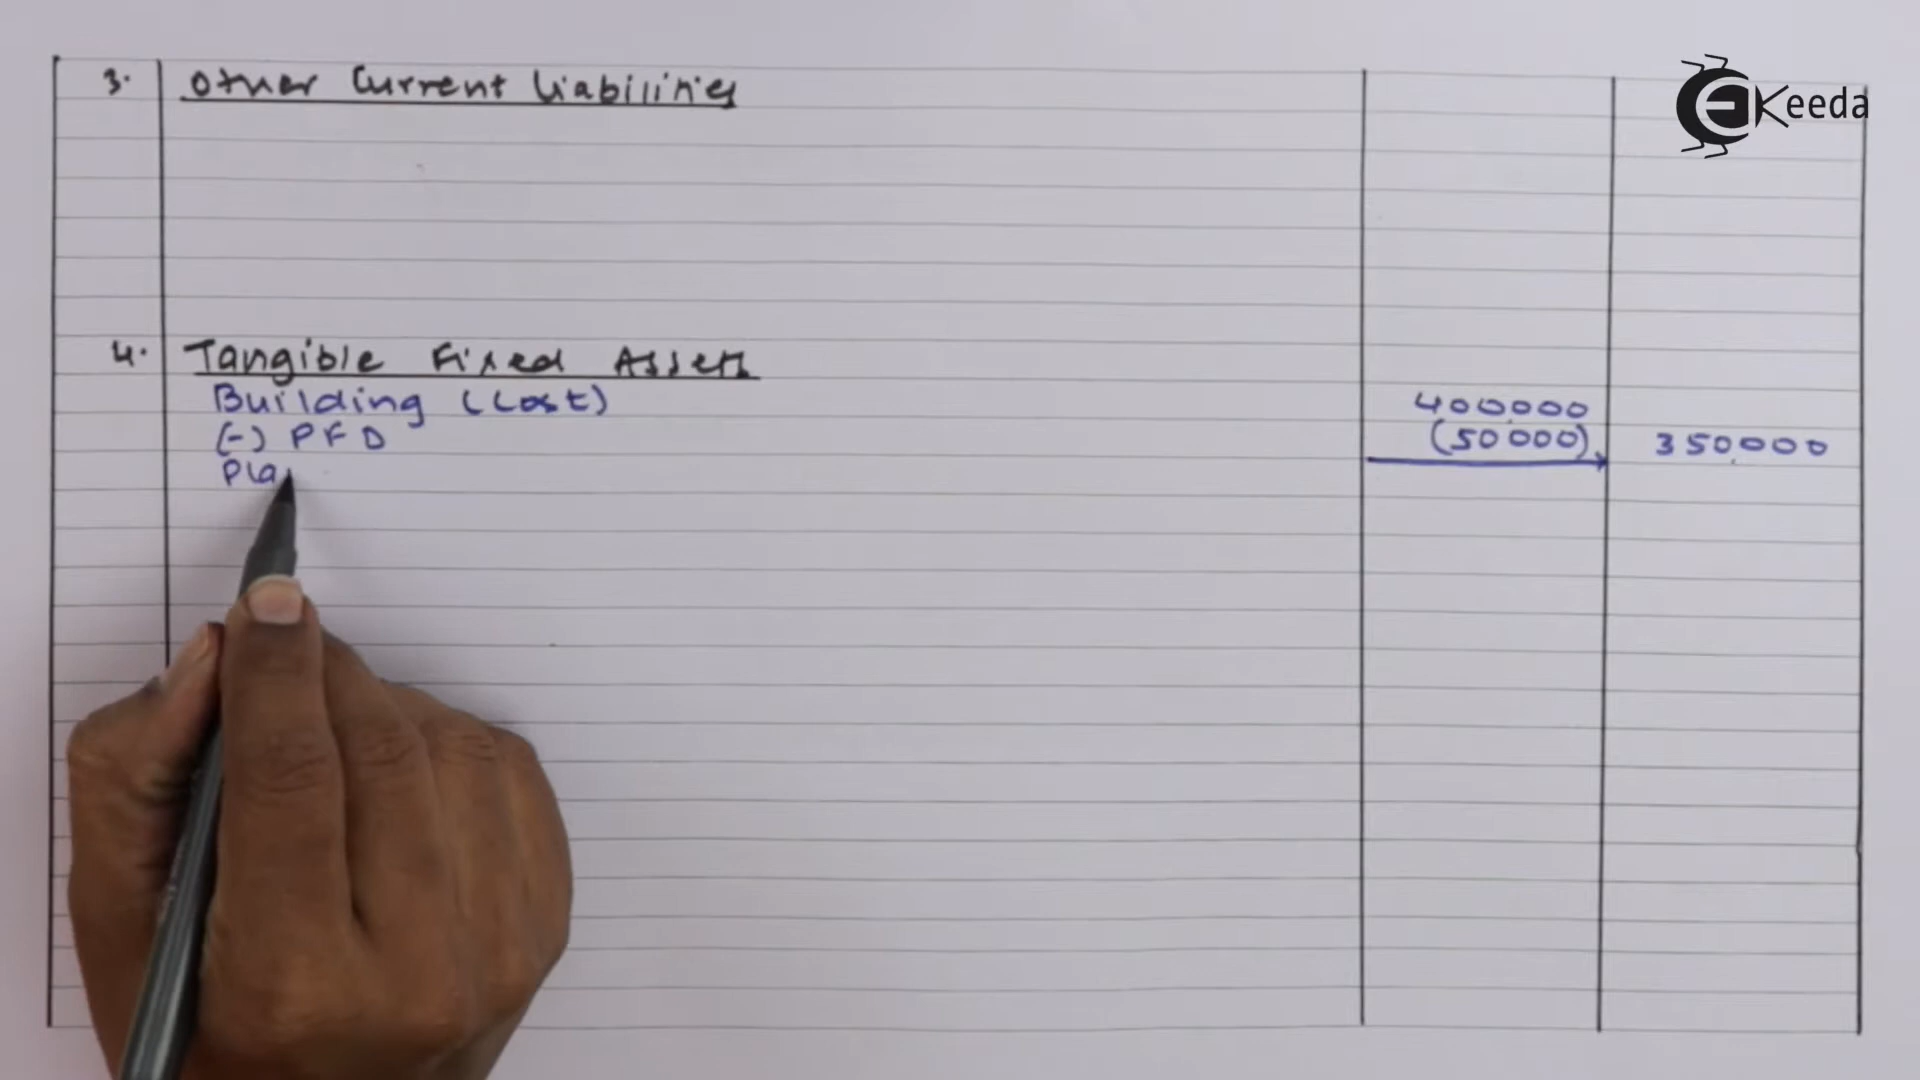 3. Other Current Liabilities
Keeda
4. Tangible Fixed Assets
Building (Cost) 400000
(-) PFD (50000) 350000
Pla